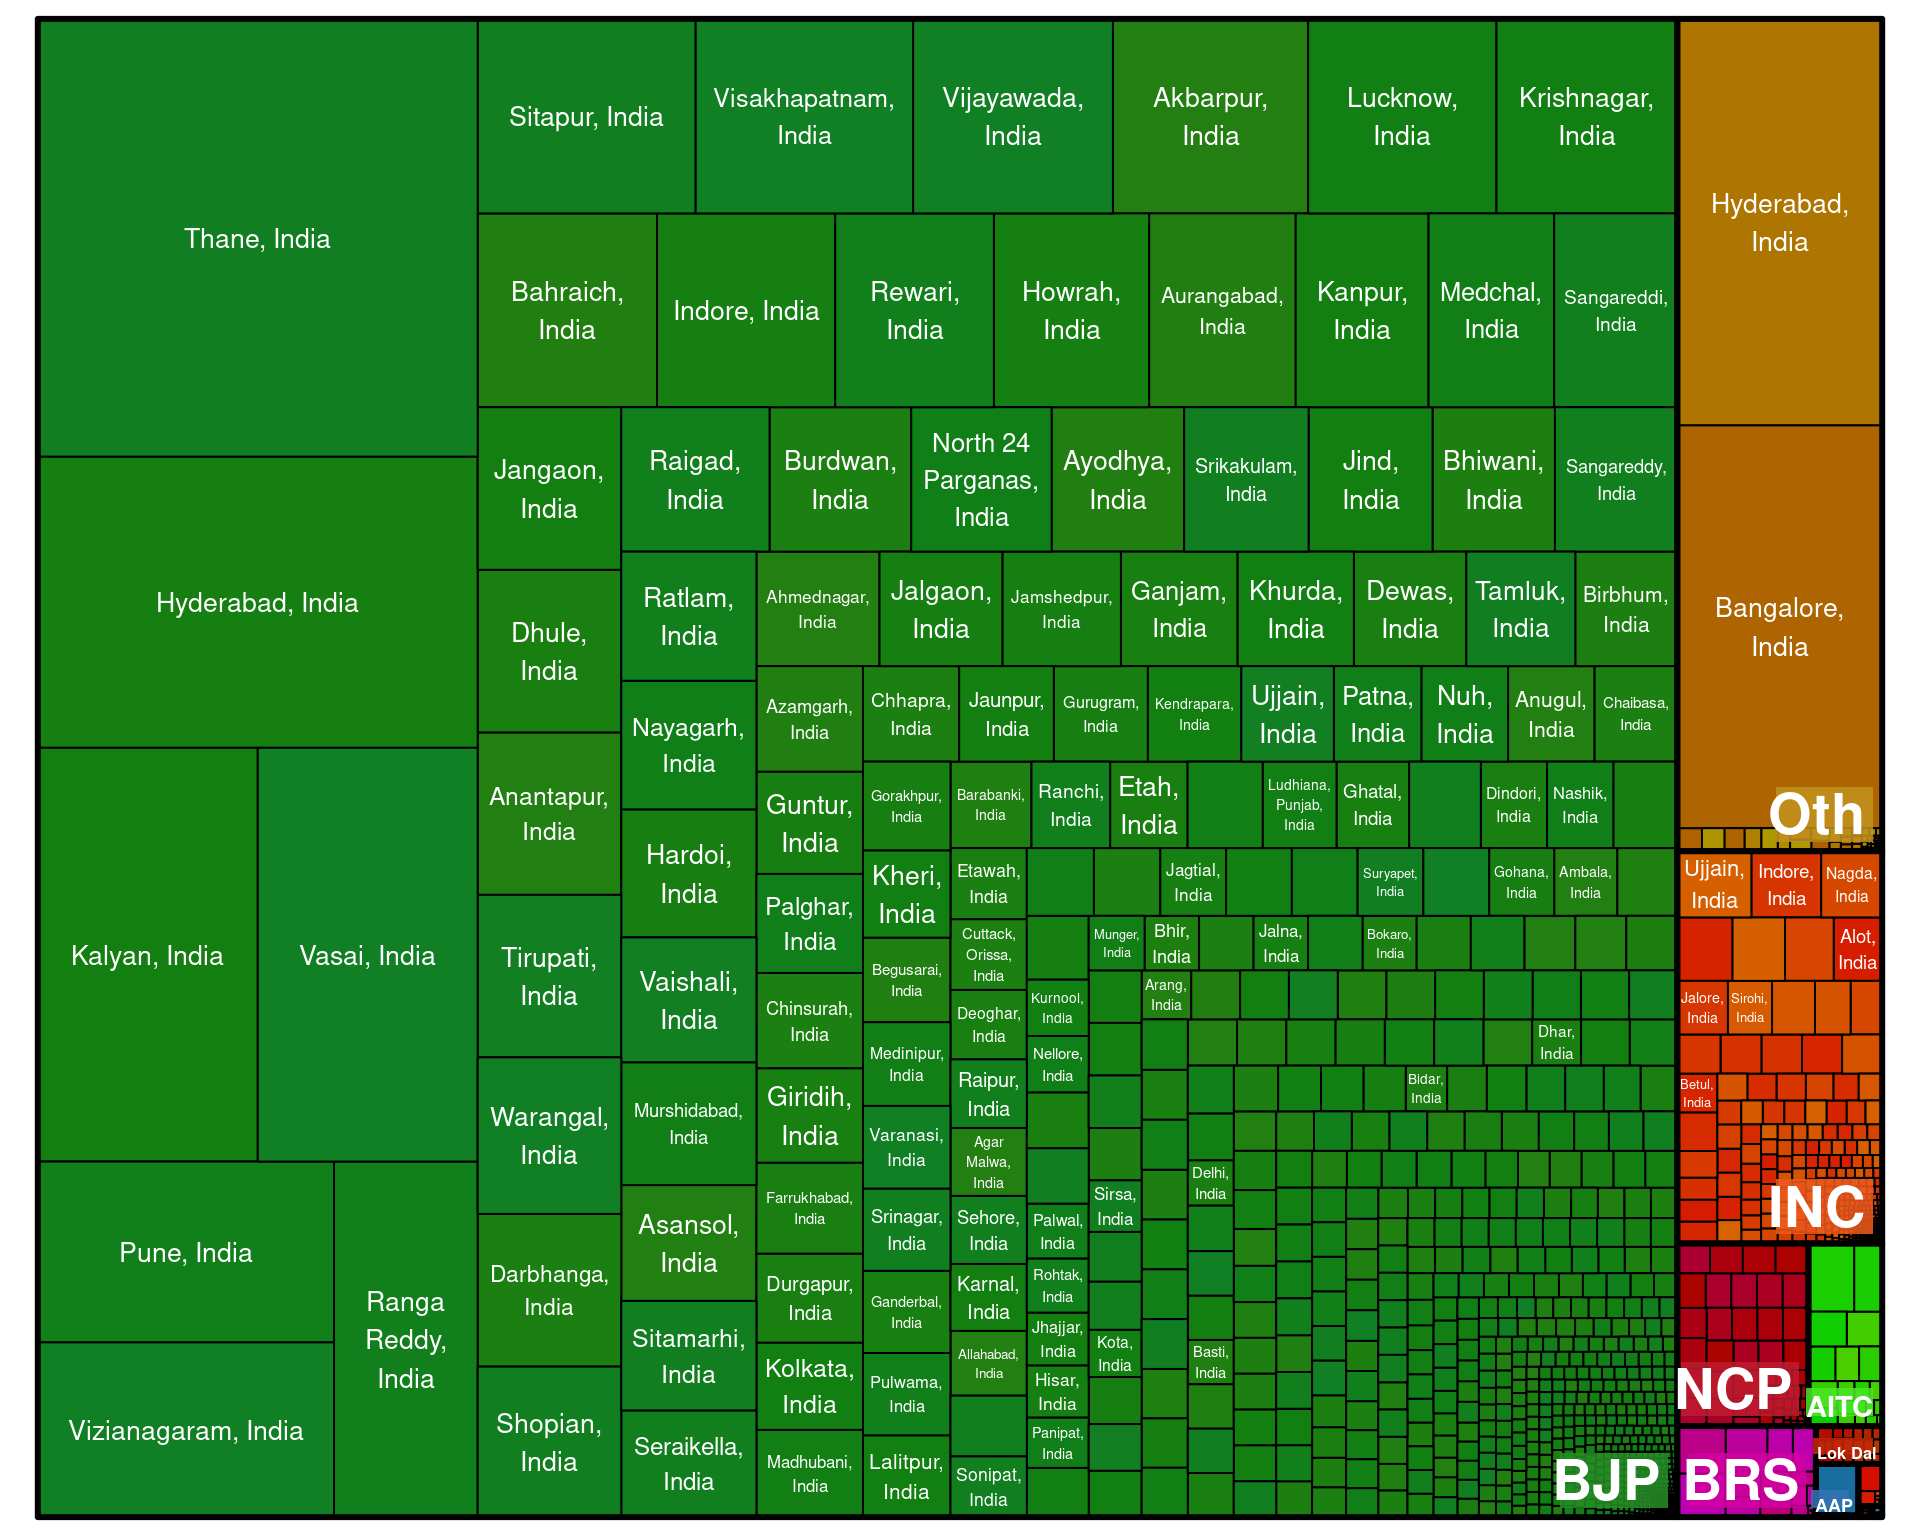 Thane, India
Hyderabad, India
Kalyan, India
Vasai, India
Pune, India
Vizianagaram, India
Ranga
Reddy,
India
Sitapur, India
Visakhapatnam,
India
Vijayawada,
India
Akbarpur,
India
Lucknow,
India
Krishnagar,
India
Bahraich,
India
Indore, India
Rewari,
India
Howrah,
India
Aurangabad,
India
Kanpur,
India
Medchal,
India
Sangareddi,
India
Jangaon,
India
Dhule,
India
Anantapur,
India
Tirupati,
India
Warangal,
India
Darbhanga,
India
Shopian,
India
Raigad,
India
Burdwan,
India
North 24
Parganas,
India
Ayodhya,
India
Srikakulam,
India
Jind,
India
Bhiwani,
India
Sangareddy,
India
Ratlam,
India
Nayagarh,
India
Hardoi,
India
Vaishali,
India
Murshidabad,
India
Asansol,
India
Sitamarhi,
India
Seraikella,
India
Ahmednagar,
India
Jalgaon,
India
Jamshedpur,
India
Ganjam,
India
Khurda,
India
Dewas,
India
Tamluk,
India
Birbhum,
India
Azamgarh,
India
Guntur,
India
Palghar,
India
Chinsurah,
India
Giridih,
India
Farrukhabad,
India
Durgapur,
India
Kolkata,
India
Madhubani,
India
Chhapra,
India
Jaunpur,
India
Gurugram,
India
Kendrapara,
India
Ujjain,
India
Patna,
India
Nuh,
India
Anugul,
India
Chaibasa,
India
Gorakhpur,
India
Kheri,
India
Begusarai,
India
Medinipur,
India
Varanasi,
India
Srinagar,
India
Ganderbal,
India
Pulwama,
India
Lalitpur,
India
Barabanki,
India
Ranchi,
India
Etah,
India
Ludhiana,
Punjab,
India
Ghatal,
India
Dindori,
India
Nashik,
India
Etawah,
India
Cuttack,
Orissa,
India
Deoghar,
India
Raipur,
India
Agar
Malwa,
India
Sehore,
India
Karnal,
India
Allahabad,
India
Sonipat,
India
Jagtial,
India
Suryapet,
India
Gohana,
India
Ambala,
India
Kurnool,
India
Nellore,
India
Palwal,
India
Rohtak,
India
Jhajjar,
India
Hisar,
India
Panipat,
India
Munger,
India
Bhir,
India
Jalna,
India
Bokaro,
India
Sirsa,
India
Kota,
India
Arang,
India
Dhar,
India
Delhi,
India
Basti,
India
Bidar,
India
BJP
Hyderabad,
India
Bangalore,
India
Oth
Ujjain,
India
Indore,
India
Nagda,
India
Alot,
India
Jalore,
India
Sirohi,
India
Betul,
India
INC
NCP
AITC
BRS
Lok Dal
AAP